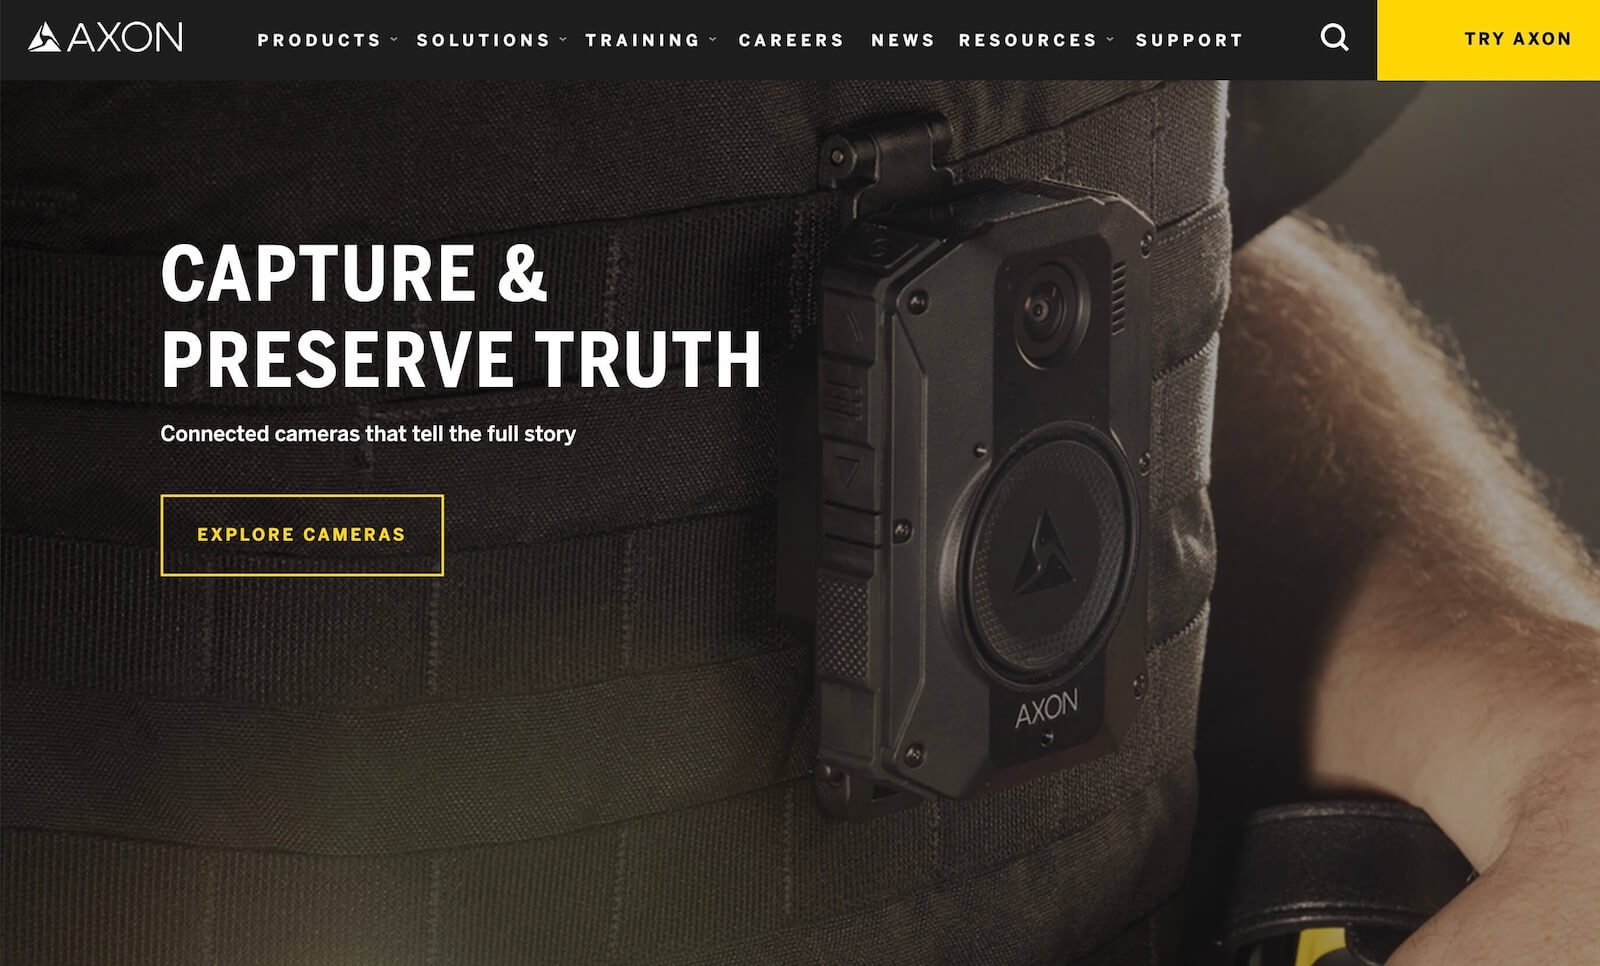 AXON
PRODUCTS SOLUTIONS TRAINING CAREERS NEWS RESOURCES SUPPORT
TRY AXON
CAPTURE &
PRESERVE TRUTH
Connected cameras that tell the full story
EXPLORE CAMERAS
AXON